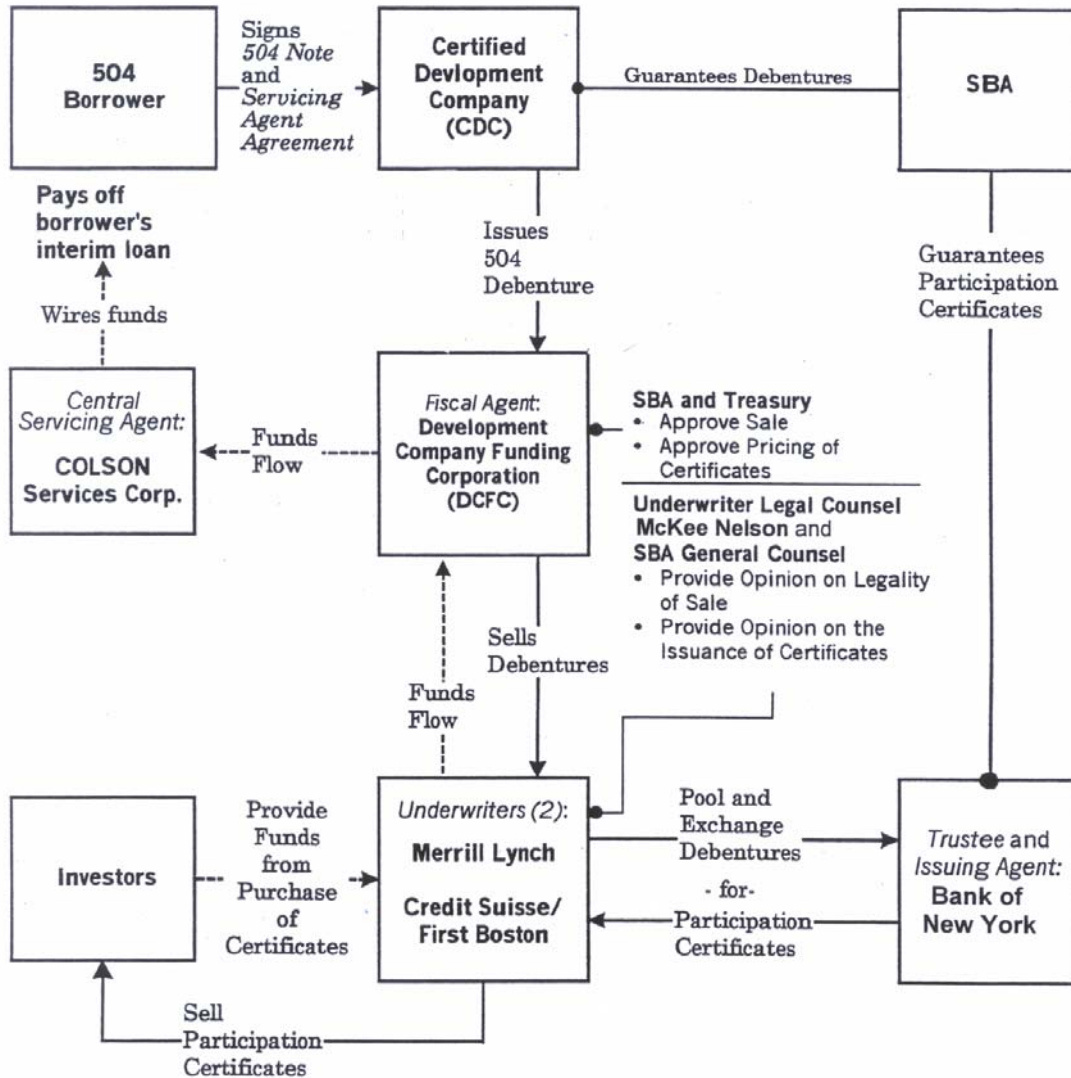 504
Borrower
Signs
504 Note
and
Servicing
Agent
Agreement
Certified
Devlopment
Company
(CDC)
Guarantees Debentures
SBA
Pays off
borrower's
interim loan
Wires funds
Issues
504
Debenture
Guarantees
Participation
Certificates
Central
Servicing Agent:
COLSON
Services Corp.
Funds
Flow
Fiscal Agent:
Development
Company Funding
Corporation
(DCFC)
SBA and Treasury
• Approve Sale
• Approve Pricing of
Certificates
Underwriter Legal Counsel
McKee Nelson and
SBA General Counsel
• Provide Opinion on Legality
of Sale
• Provide Opinion on the
Issuance of Certificates
Sells
Debentures
Funds
Flow
Investors
Provide
Funds
from
Purchase
of
Certificates
Underwriters (2):
Merrill Lynch
Credit Suisse/
First Boston
Pool and
Exchange
Debentures
- for-
Participation
Certificates
Trustee and
Issuing Agent:
Bank of
New York
Sell
Participation
Certificates